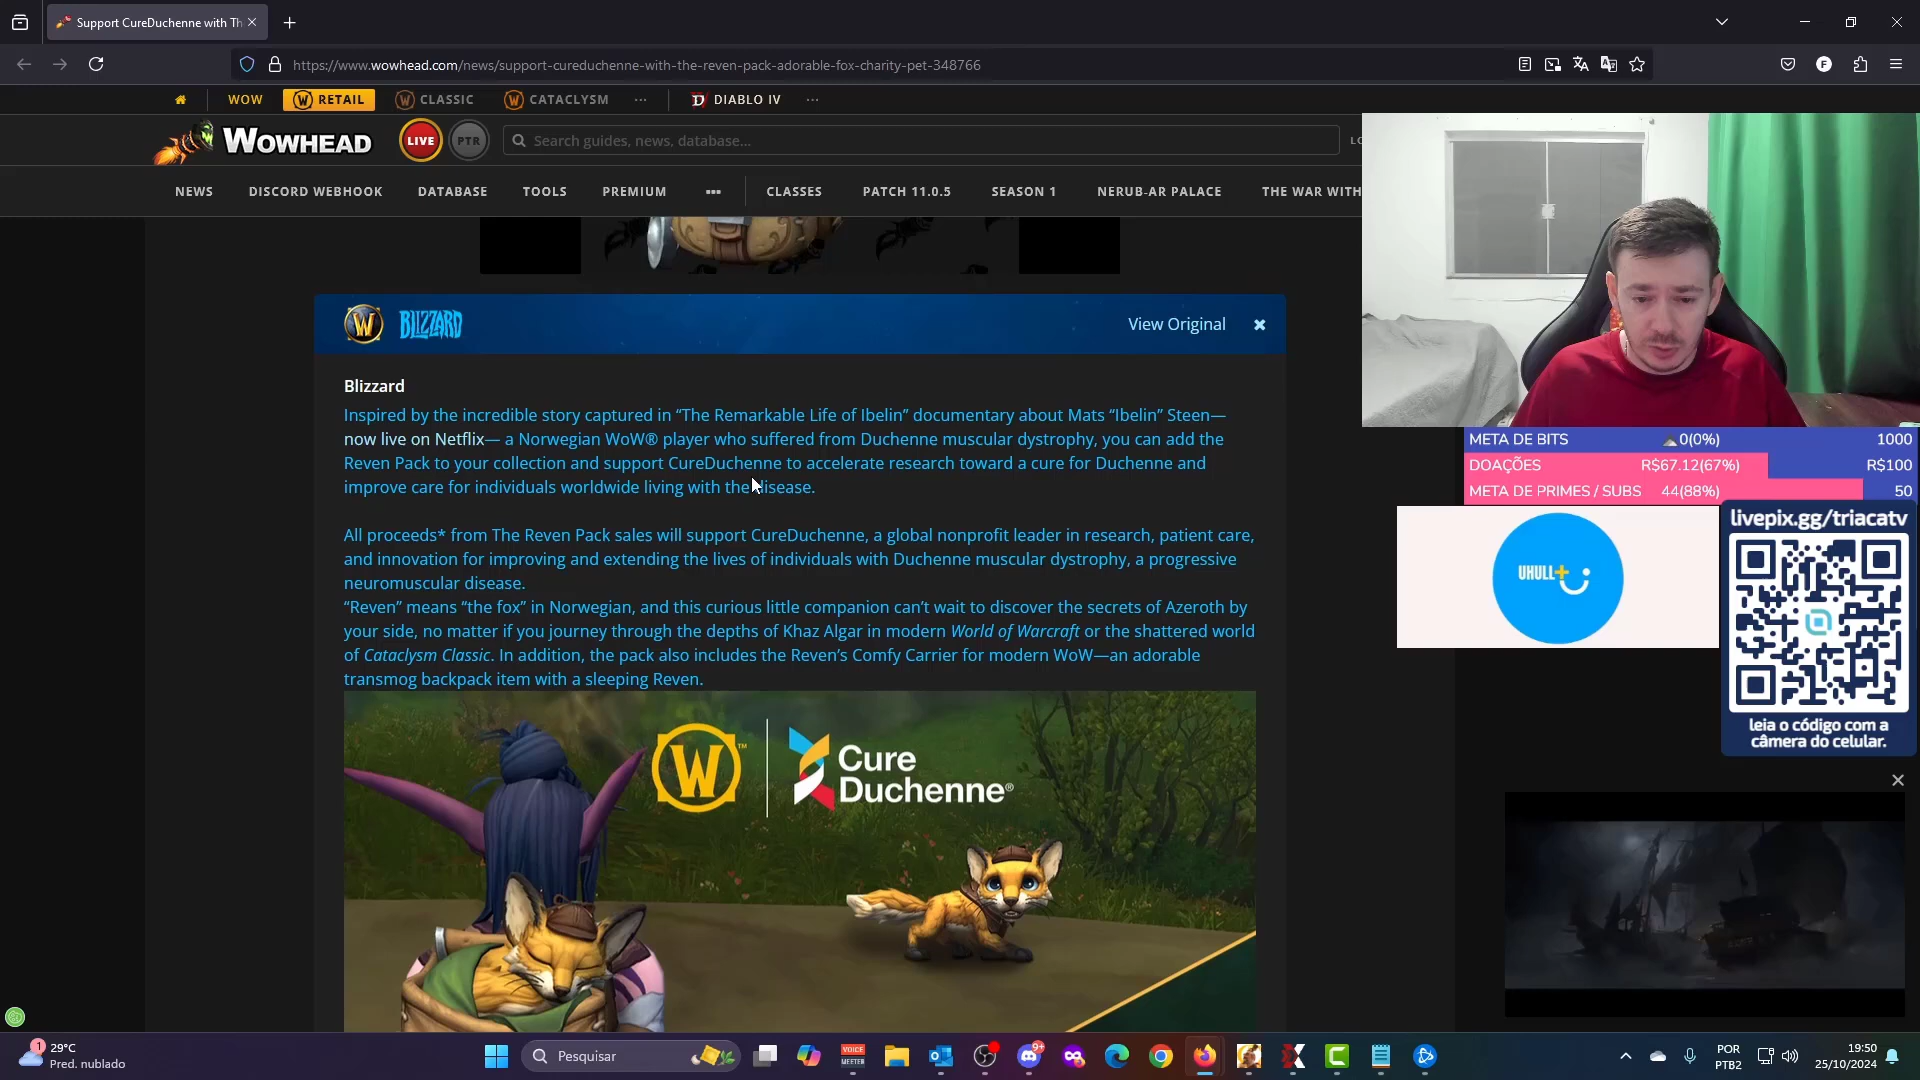 Support CureDuchenne with Th
https://www.wowhead.com/news/support-cureduchenne-with-the-reven-pack-adorable-fox-charity-pet-348766
WOW RETAIL CLASSIC CATACLYSM ... DIABLO IV ...
WOWHEAD LIVE PTR Search guides, news, database... LO
NEWS DISCORD WEBHOOK DATABASE TOOLS PREMIUM ... CLASSES PATCH 11.0.5 SEASON 1 NERUB-AR PALACE THE WAR WITH
BLIZZARD View Original
Blizzard
Inspired by the incredible story captured in “The Remarkable Life of Ibelin” documentary about Mats “Ibelin” Steen—
now live on Netflix— a Norwegian WoW® player who suffered from Duchenne muscular dystrophy, you can add the
Reven Pack to your collection and support CureDuchenne to accelerate research toward a cure for Duchenne and
improve care for individuals worldwide living with the disease.
All proceeds* from The Reven Pack sales will support CureDuchenne, a global nonprofit leader in research, patient care,
and innovation for improving and extending the lives of individuals with Duchenne muscular dystrophy, a progressive
neuromuscular disease.
“Reven” means “the fox” in Norwegian, and this curious little companion can’t wait to discover the secrets of Azeroth by
your side, no matter if you journey through the depths of Khaz Algar in modern World of Warcraft or the shattered world
of Cataclysm Classic. In addition, the pack also includes the Reven’s Comfy Carrier for modern WoW—an adorable
transmog backpack item with a sleeping Reven.
W™ Cure
Duchenne®
META DE BITS 0(0%) 1000
DOAÇÕES R$67.12(67%) R$100
META DE PRIMES / SUBS 44(88%) 50
UHULL+
livepix.gg/triacatv
leia o código com a
câmera do celular.
1 29°C
Pred. nublado
Pesquisar
VOICE
MEETER
9+
POR
PTB2
19:50
25/10/2024